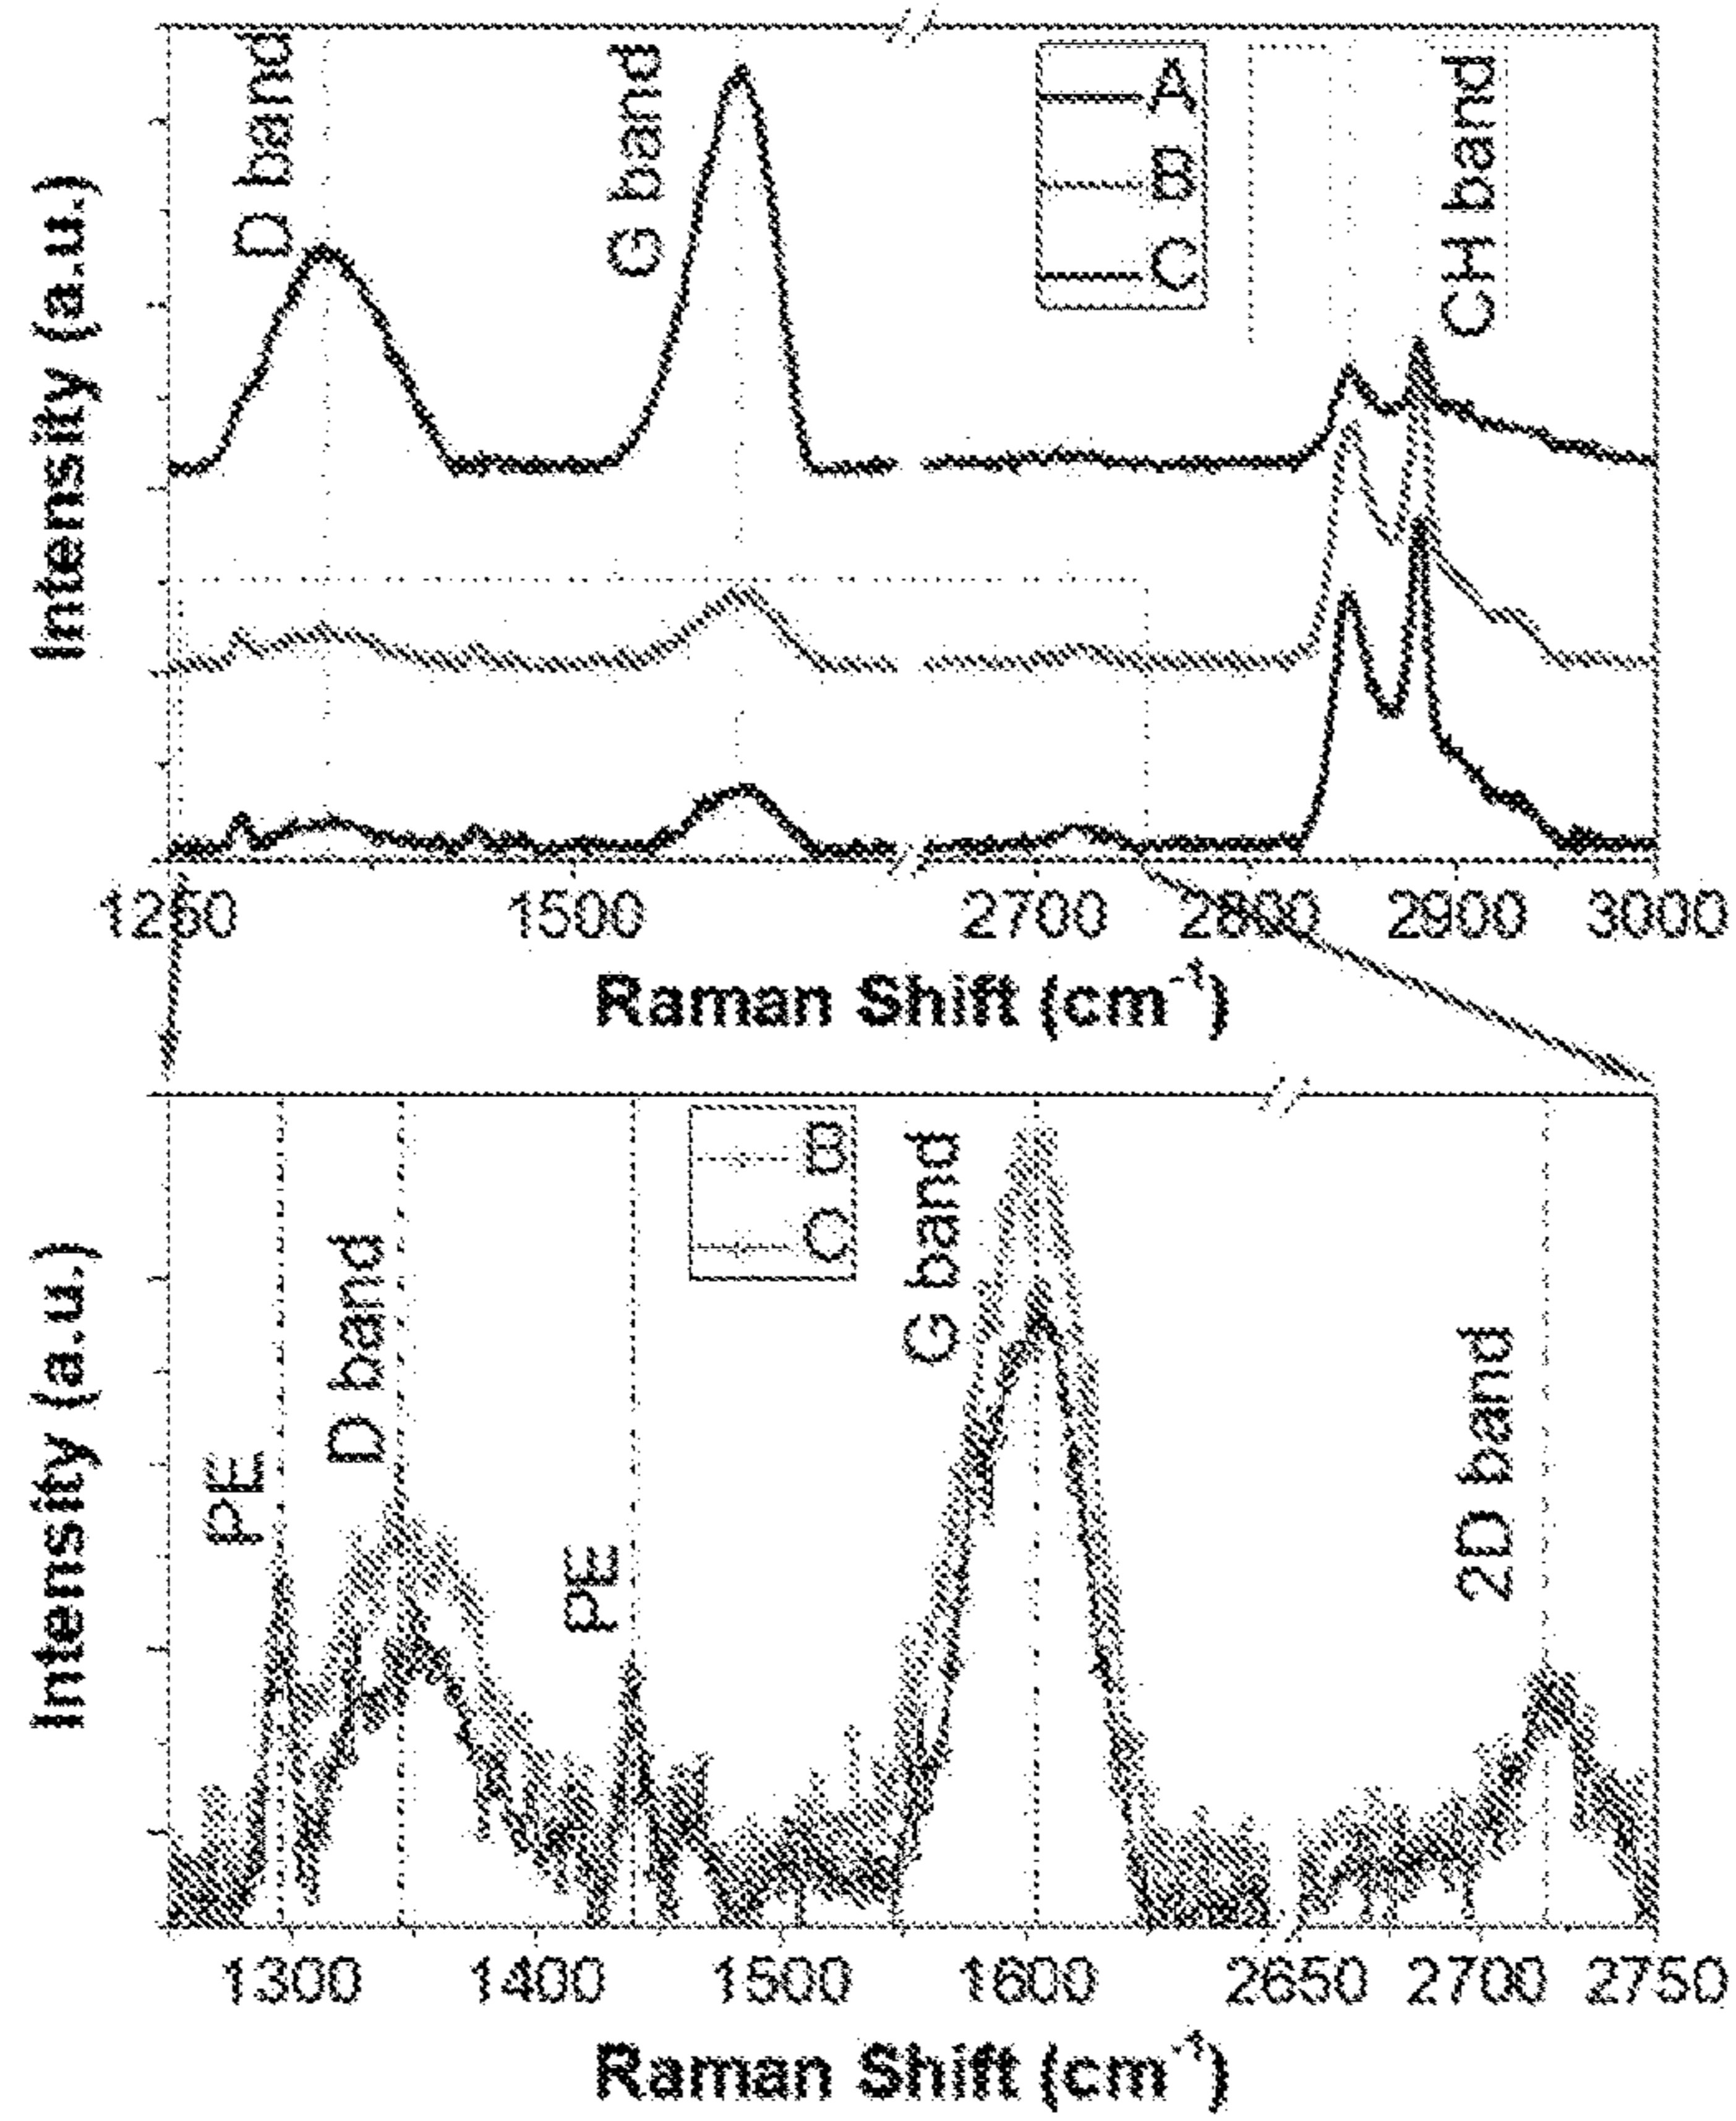 D band
G band
A
B
C
CH band
Intensity (a.u.)
1250 1500 2700 2800 2900 3000
Raman Shift (cm⁻¹)
B
C
PE
D band
PE
G band
2D band
Intensity (a.u.)
1300 1400 1500 1600 2650 2700 2750
Raman Shift (cm⁻¹)